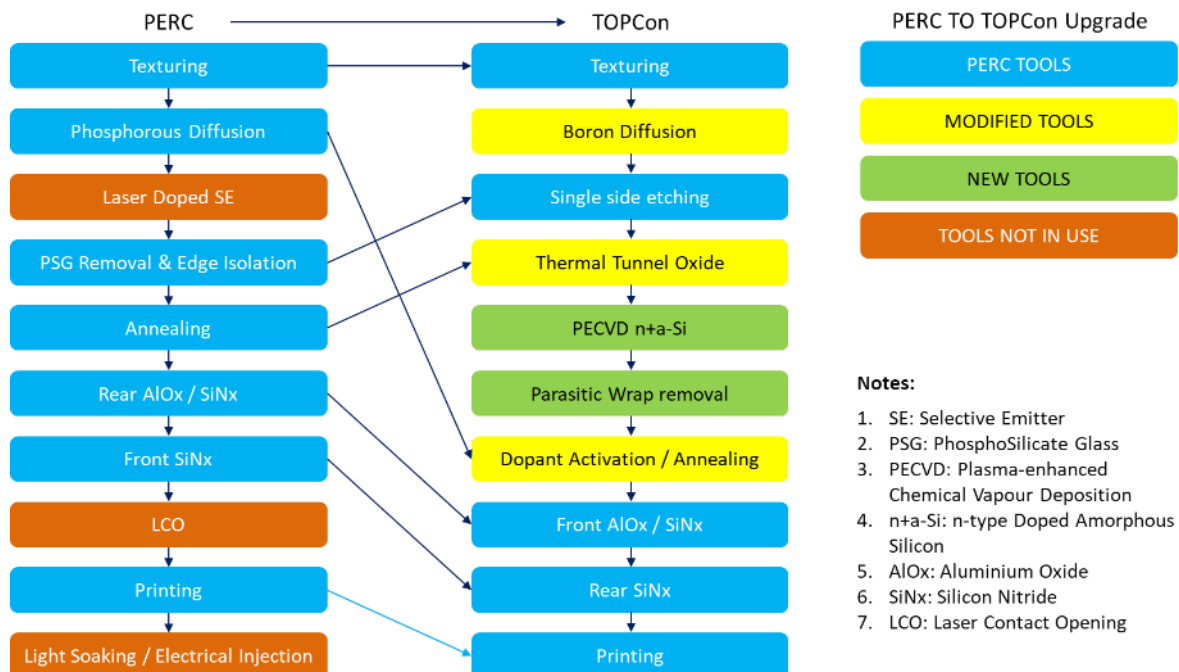 PERC
Texturing
Phosphorous Diffusion
Laser Doped SE
PSG Removal & Edge Isolation
Annealing
Rear AlOx / SiNx
Front SiNx
LCO
Printing
Light Soaking / Electrical Injection
TOPCon
Texturing
Boron Diffusion
Single side etching
Thermal Tunnel Oxide
PECVD n+a-Si
Parasitic Wrap removal
Dopant Activation / Annealing
Front AlOx / SiNx
Rear SiNx
Printing
PERC TO TOPCon Upgrade
PERC TOOLS
MODIFIED TOOLS
NEW TOOLS
TOOLS NOT IN USE
Notes:
1. SE: Selective Emitter
2. PSG: PhosphoSilicate Glass
3. PECVD: Plasma-enhanced
Chemical Vapour Deposition
4. n+a-Si: n-type Doped Amorphous
Silicon
5. AlOx: Aluminium Oxide
6. SiNx: Silicon Nitride
7. LCO: Laser Contact Opening